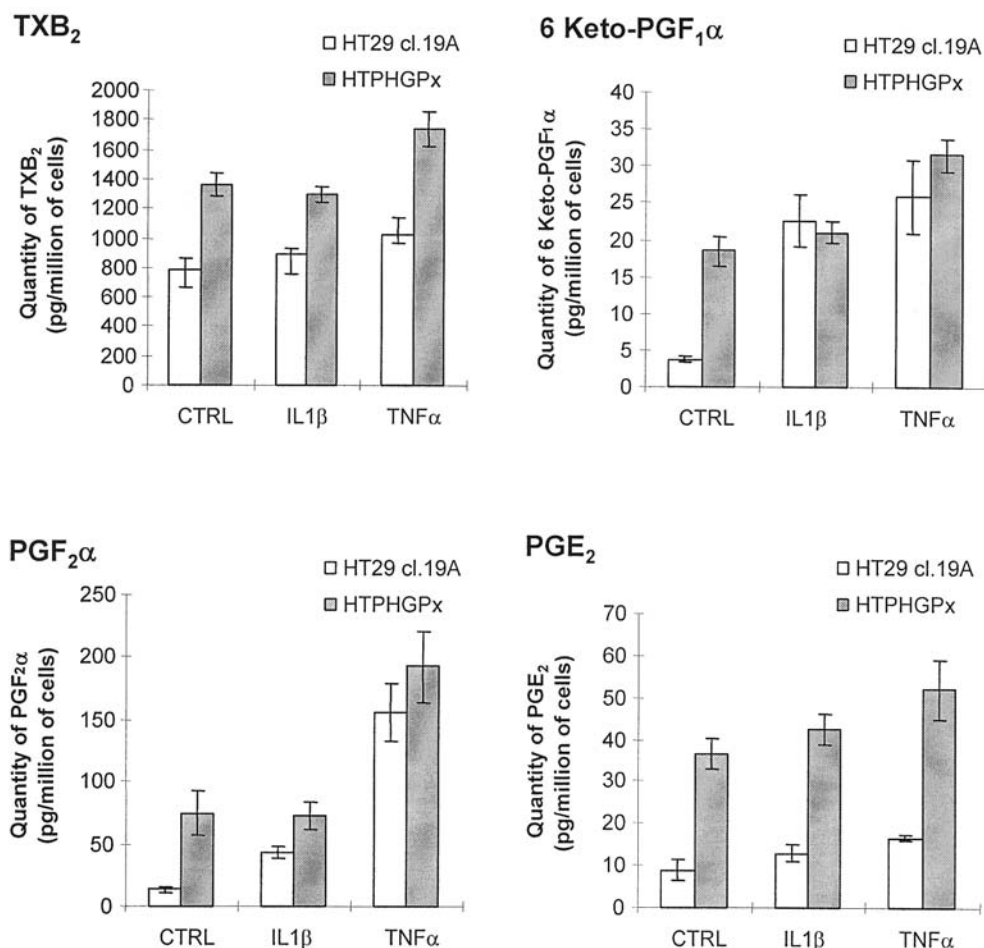 TXB₂
HT29 cl.19A
HTPHGPx
Quantity of TXB₂
(pg/million of cells)
2000
1800
1600
1400
1200
1000
800
600
400
200
0
CTRL IL1β TNFα
6 Keto-PGF₁α
HT29 cl.19A
HTPHGPx
Quantity of 6 Keto-PGF¹α
(pg/million of cells)
40
35
30
25
20
15
10
5
0
CTRL IL1β TNFα
PGF₂α
HT29 cl.19A
HTPHGPx
Quantity of PGF²α
(pg/million of cells)
250
200
150
100
50
0
CTRL IL1β TNFα
PGE₂
HT29 cl.19A
HTPHGPx
Quantity of PGE₂
(pg/million of cells)
70
60
50
40
30
20
10
0
CTRL IL1β TNFα